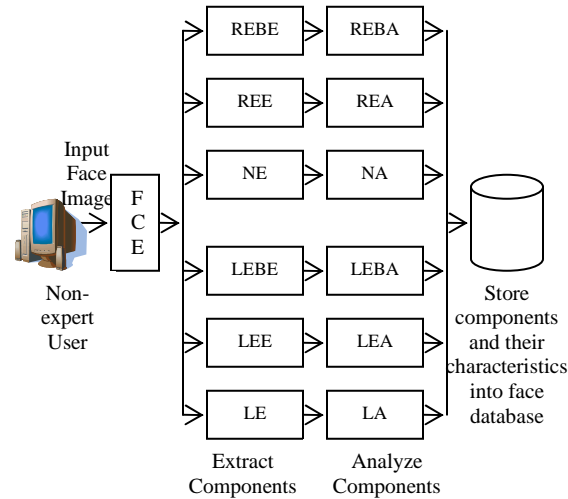 REBE
REBA
REE
REA
Input
Face
Image
F
C
E
NE
NA
LEBE
LEBA
LEE
LEA
LE
LA
Non-
expert
User
Store
components
and their
characteristics
into face
database
Extract
Components
Analyze
Components